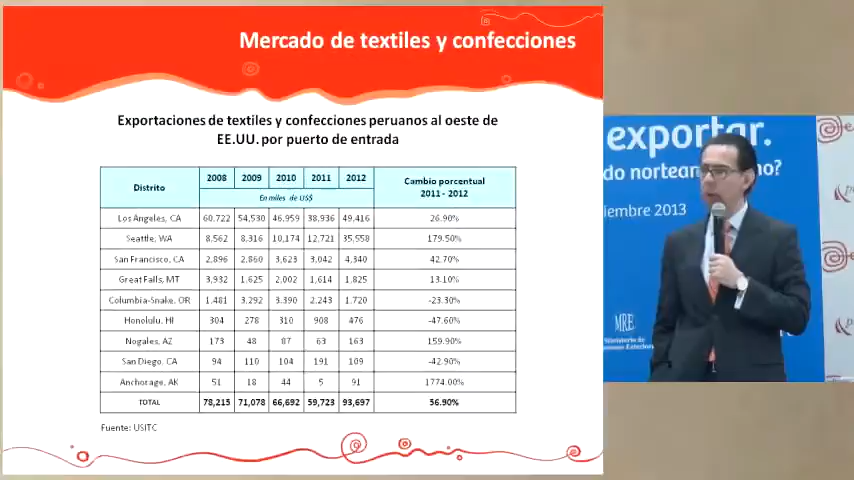 Mercado de textiles y confecciones
Exportaciones de textiles y confecciones peruanos al oeste de
EE.UU. por puerto de entrada
Distrito 2008 2009 2010 2011 2012 Cambio porcentual
En miles de US$ 2011 - 2012
Los Angeles, CA 60,722 54,530 46,959 38,936 49,416 26.90%
Seattle, WA 8,562 8,316 10,174 12,721 35,558 179.50%
San Francisco, CA 2,896 2,860 3,623 3,042 4,340 42.70%
Great Falls, MT 3,932 1,625 2,002 1,614 1,825 13.10%
Columbia-Snake, OR 1,481 3,292 3,390 2,243 1,720 -23.30%
Honolulu, HI 304 278 310 908 476 -47.60%
Nogales, AZ 173 48 87 63 163 159.90%
San Diego, CA 94 110 104 191 109 -42.90%
Anchorage, AK 51 18 44 5 91 1774.00%
TOTAL 78,215 71,078 66,692 59,723 93,697 56.90%
Fuente: USITC
exportar.
do norteam no?
iembre 2013
MRE
Ministerio de